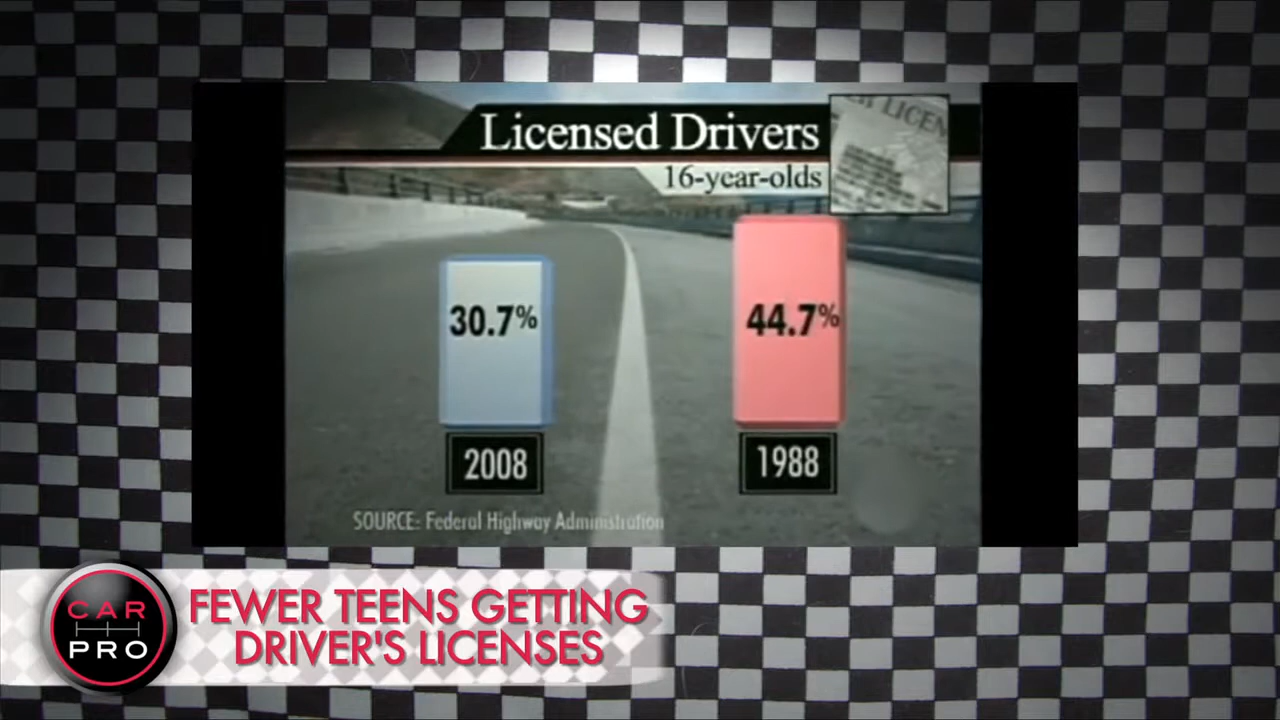 Licensed Drivers
16-year-olds
LICEN
30.7%
44.7%
2008
1988
SOURCE: Federal Highway Administration
CAR
PRO
FEWER TEENS GETTING
DRIVER'S LICENSES